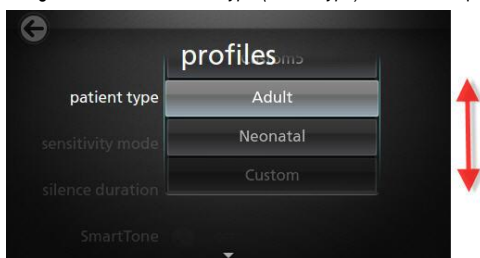 profiles
patient type
Adult
sensitivity mode
Neonatal
silence duration
Custom
SmartTone